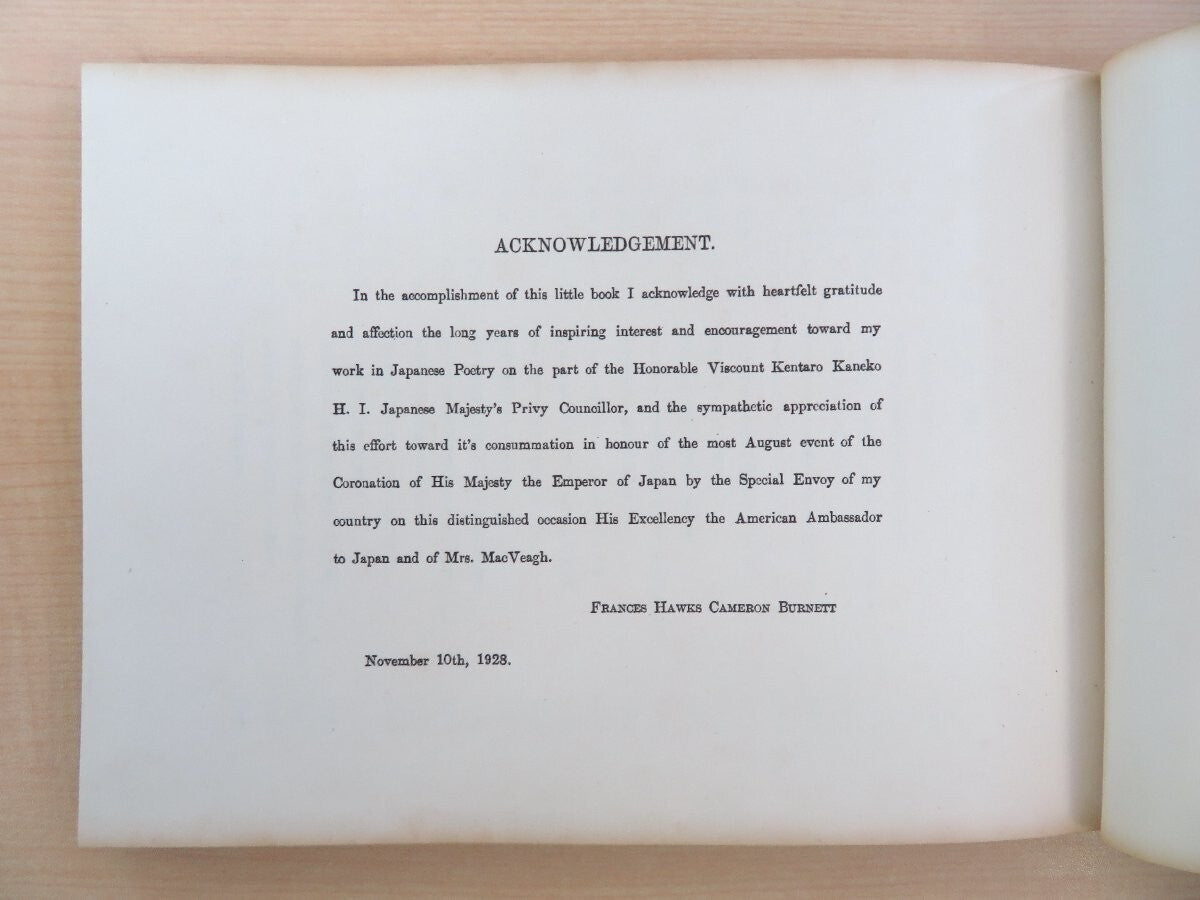 ACKNOWLEDGEMENT.
In the accomplishment of this little book I acknowledge with heartfelt gratitude
and affection the long years of inspiring interest and encouragement toward my
work in Japanese Poetry on the part of the Honorable Viscount Kentaro Kaneko
H. I. Japanese Majesty's Privy Councillor, and the sympathetic appreciation of
this effort toward it's consummation in honour of the most August event of the
Coronation of His Majesty the Emperor of Japan by the Special Envoy of my
country on this distinguished occasion His Excellency the American Ambassador
to Japan and of Mrs. MacVeagh.
FRANCES HAWKS CAMERON BURNETT
November 10th, 1928.